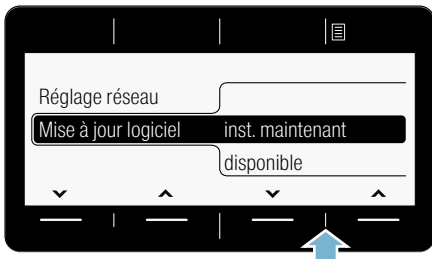 Réglage réseau
Mise à jour logiciel inst. maintenant
disponible